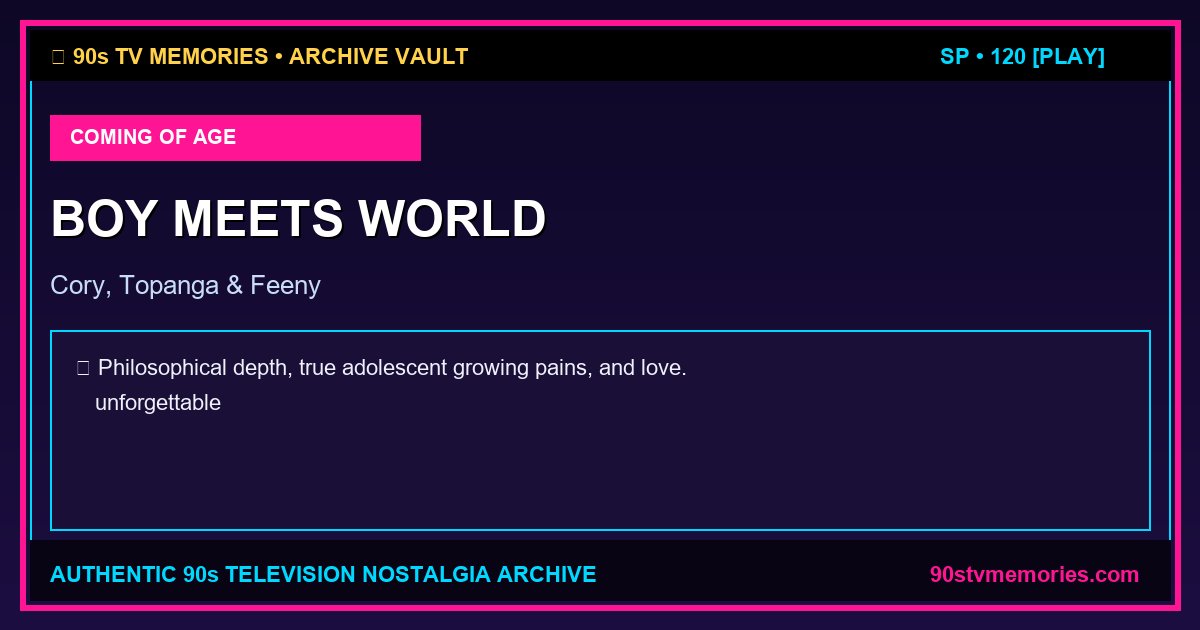 90s TV MEMORIES • ARCHIVE VAULT
SP • 120 [PLAY]
COMING OF AGE
BOY MEETS WORLD
Cory, Topanga & Feeny
Philosophical depth, true adolescent growing pains, and love.
unforgettable
AUTHENTIC 90s TELEVISION NOSTALGIA ARCHIVE
90stvmemories.com